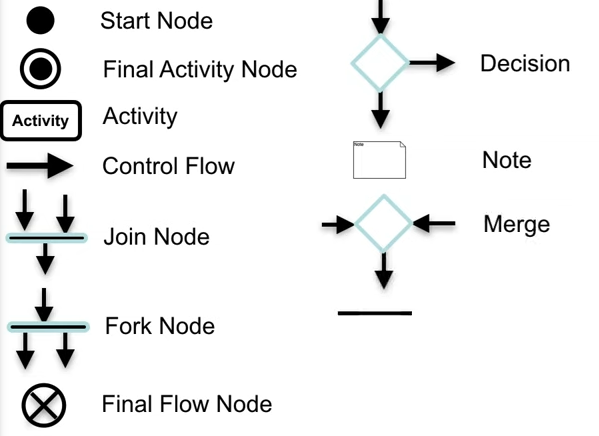 Start Node
Final Activity Node
Activity
Activity
Control Flow
Join Node
Fork Node
Final Flow Node
Decision
Note
Note
Merge